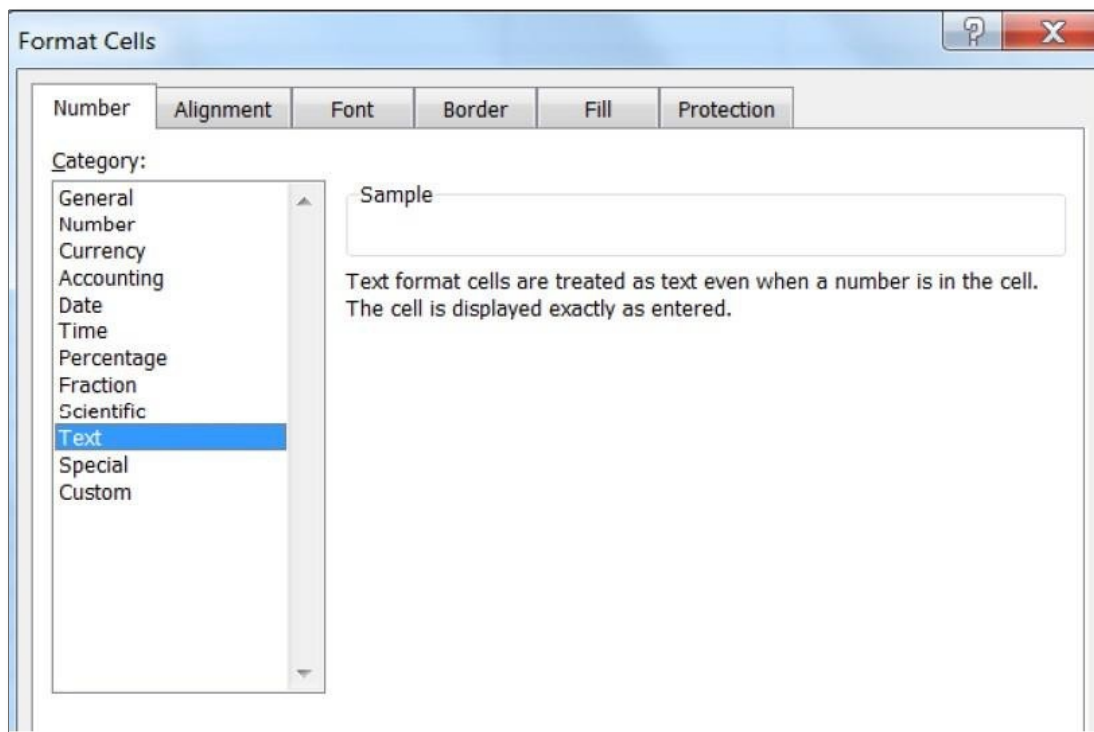 Format Cells
Number Alignment Font Border Fill Protection
Category:
General
Number
Currency
Accounting
Date
Time
Percentage
Fraction
Scientific
Text
Special
Custom
Sample
Text format cells are treated as text even when a number is in the cell.
The cell is displayed exactly as entered.